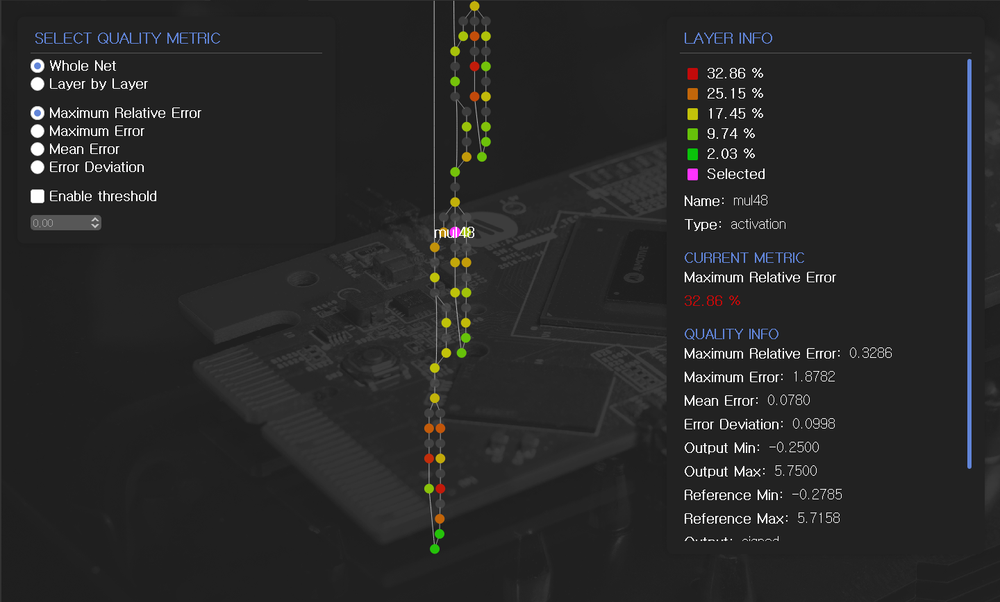 SELECT QUALITY METRIC
Whole Net
Layer by Layer
Maximum Relative Error
Maximum Error
Mean Error
Error Deviation
Enable threshold
0,00
mul48
LAYER INFO
32.86 %
25.15 %
17.45 %
9.74 %
2.03 %
Selected
Name: mul48
Type: activation
CURRENT METRIC
Maximum Relative Error
32.86 %
QUALITY INFO
Maximum Relative Error: 0.3286
Maximum Error: 1.8782
Mean Error: 0.0780
Error Deviation: 0.0998
Output Min: -0.2500
Output Max: 5.7500
Reference Min: -0.2785
Reference Max: 5.7158
Output: signed